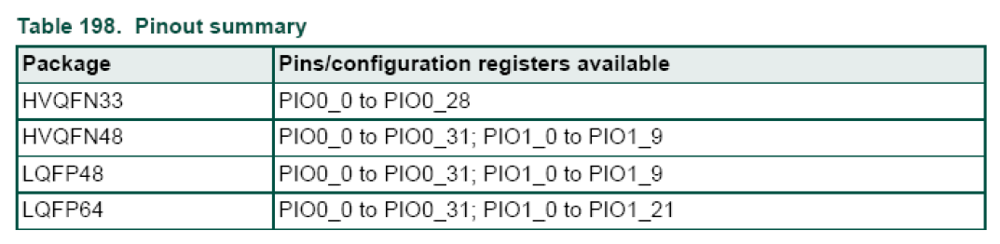 Table 198. Pinout summary
Package Pins/configuration registers available
HVQFN33 PIO0_0 to PIO0_28
HVQFN48 PIO0_0 to PIO0_31; PIO1_0 to PIO1_9
LQFP48 PIO0_0 to PIO0_31; PIO1_0 to PIO1_9
LQFP64 PIO0_0 to PIO0_31; PIO1_0 to PIO1_21